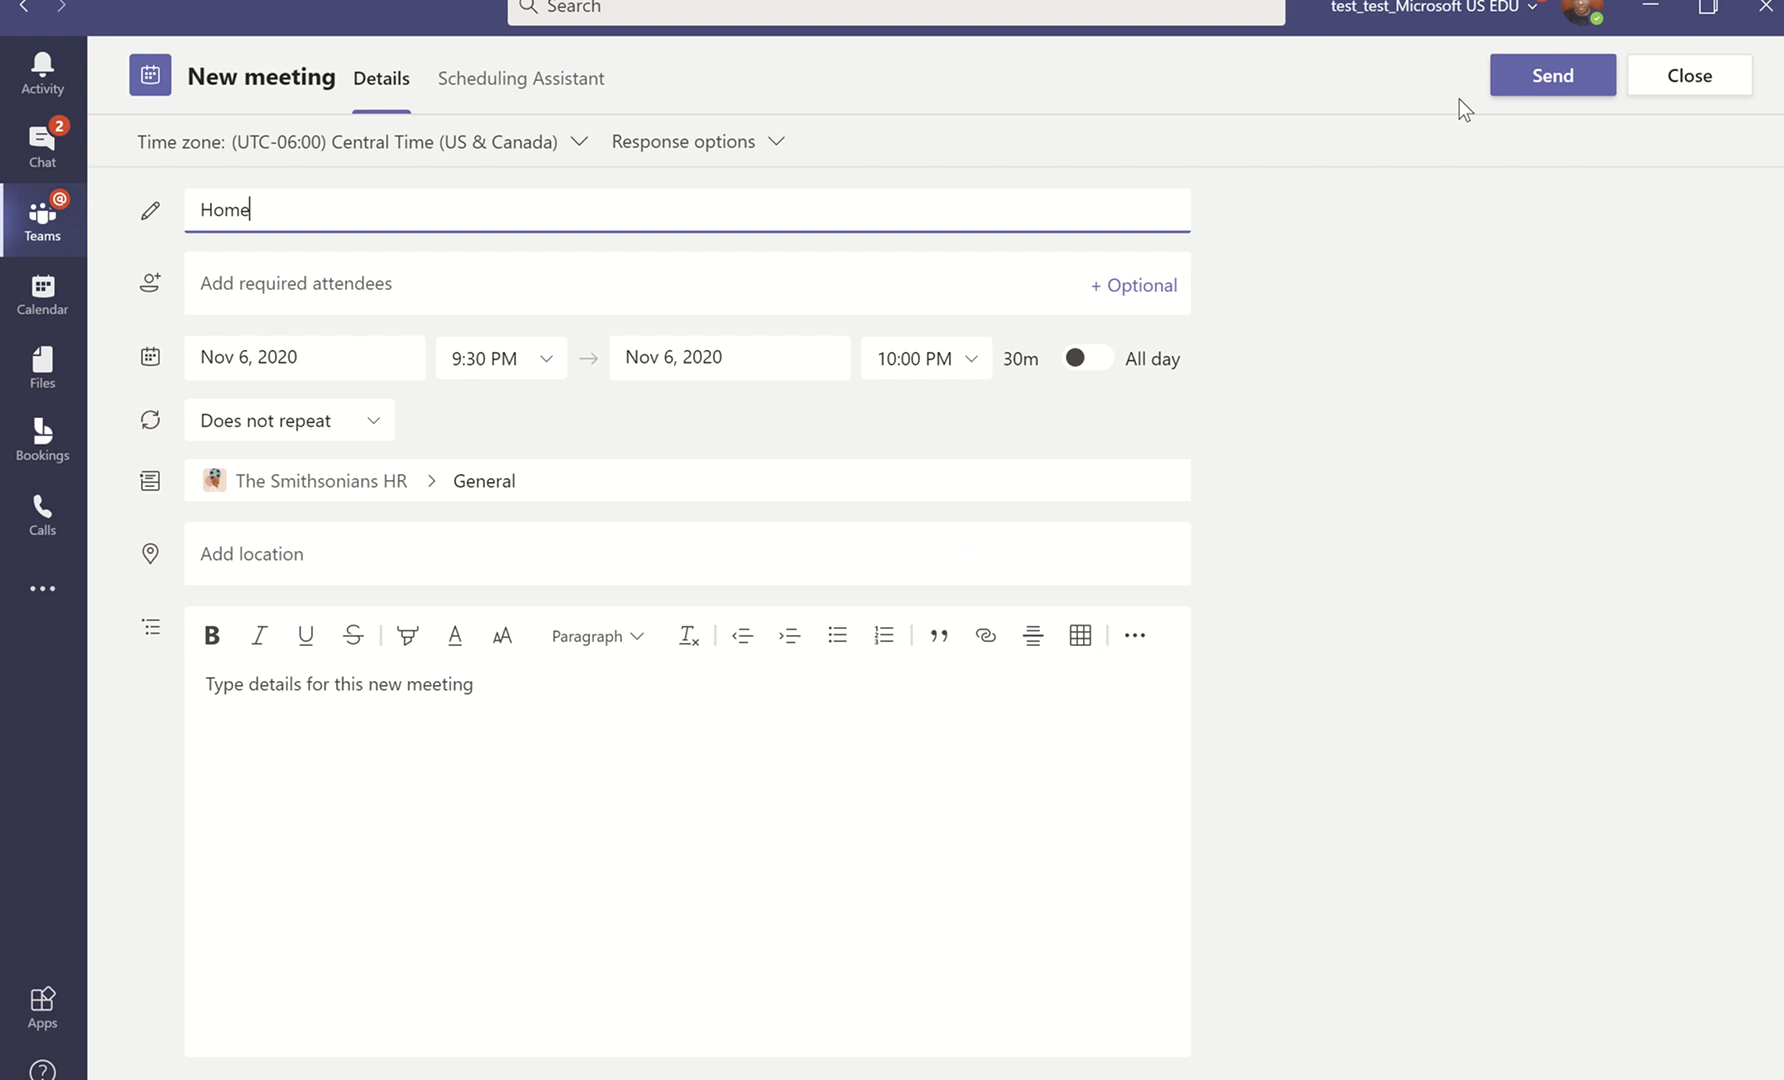 Search
test_test_Microsoft US EDU
Activity
2
Chat
@
Teams
Calendar
Files
Bookings
Calls
Apps
?
New meeting Details Scheduling Assistant Send Close
Time zone: (UTC-06:00) Central Time (US & Canada) Response options
Home
Add required attendees + Optional
Nov 6, 2020 9:30 PM → Nov 6, 2020 10:00 PM 30m All day
Does not repeat
The Smithsonians HR > General
Add location
B I U S A AA Paragraph Tx
Type details for this new meeting